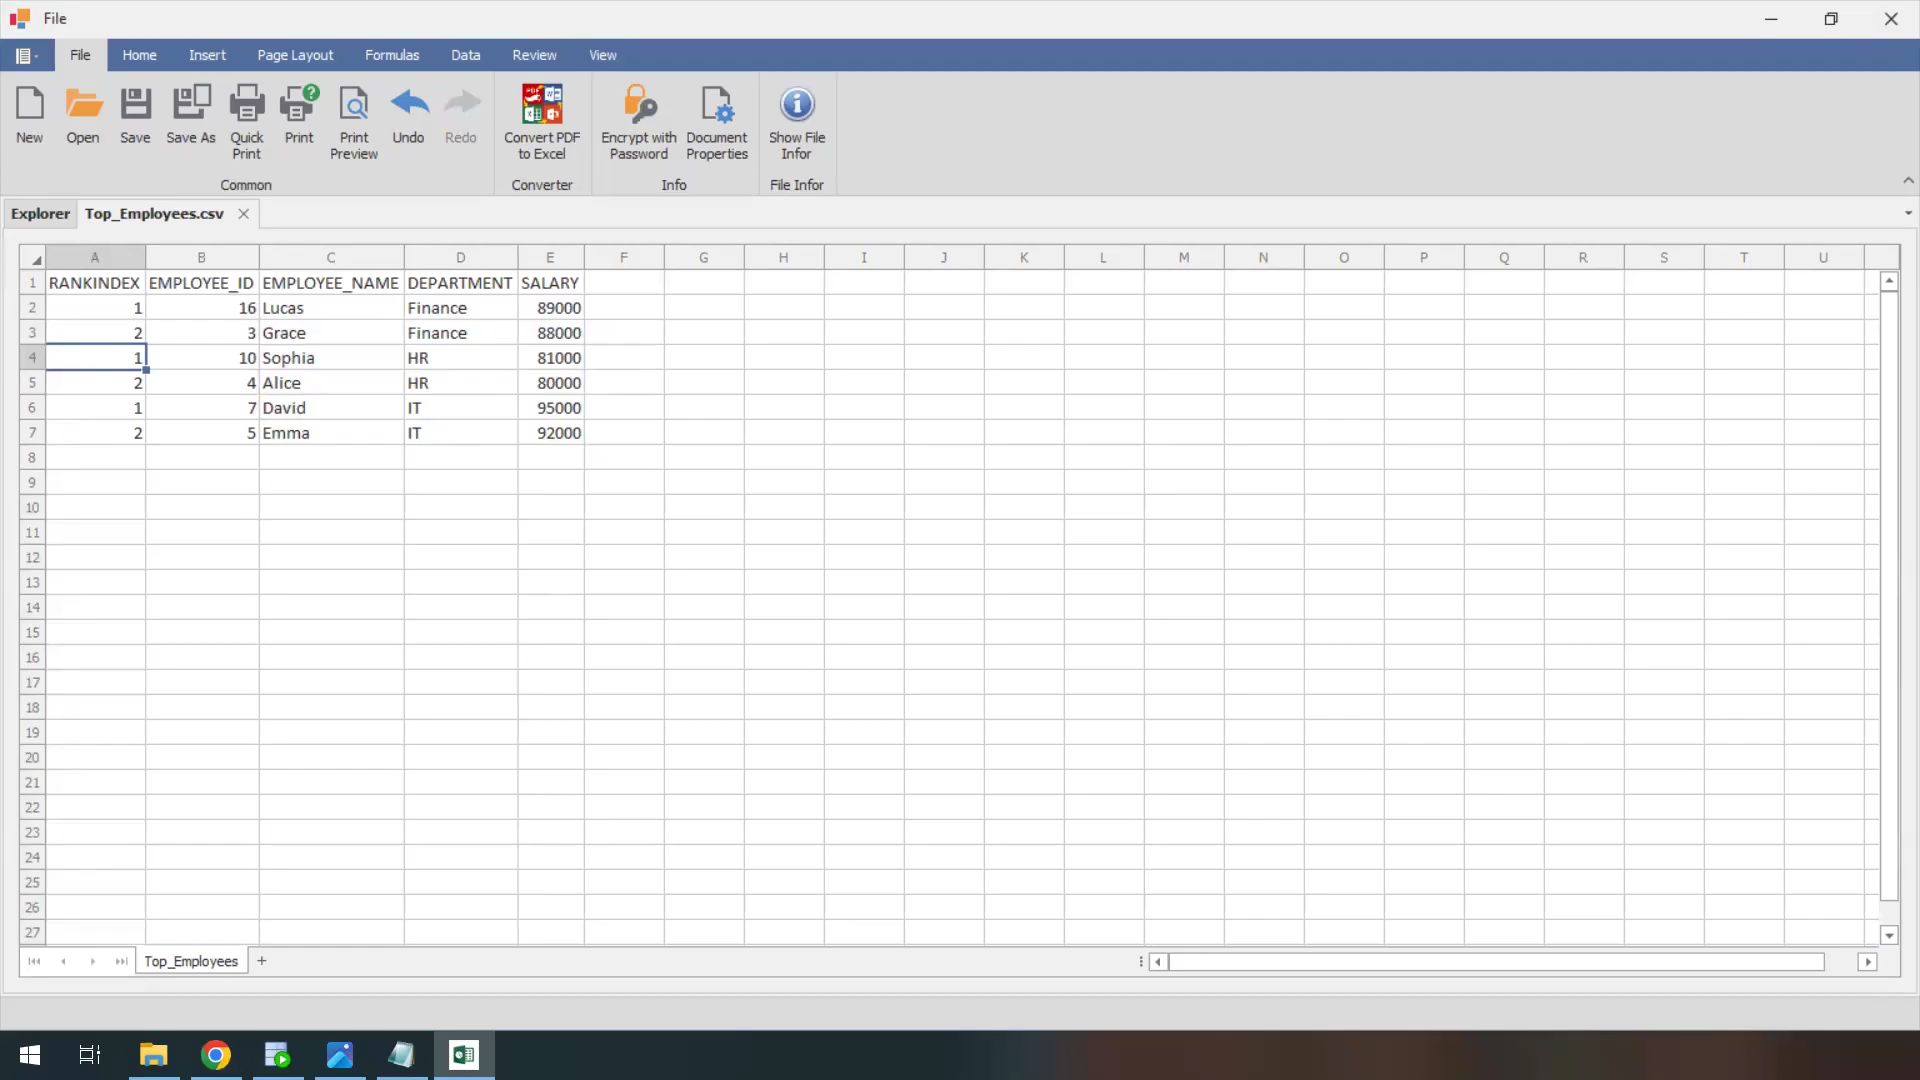 File
File Home Insert Page Layout Formulas Data Review View
New Open Save Save As Quick Print Print Print Preview Undo Redo Convert PDF to Excel Encrypt with Password Document Properties Show File Infor
Common Converter Info File Infor
Explorer Top_Employees.csv
A B C D E F G H I J K L M N O P Q R S T U
1 RANKINDEX EMPLOYEE_ID EMPLOYEE_NAME DEPARTMENT SALARY
2 1 16 Lucas Finance 89000
3 2 3 Grace Finance 88000
4 1 10 Sophia HR 81000
5 2 4 Alice HR 80000
6 1 7 David IT 95000
7 2 5 Emma IT 92000
8
9
10
11
12
13
14
15
16
17
18
19
20
21
22
23
24
25
26
27
Top_Employees +